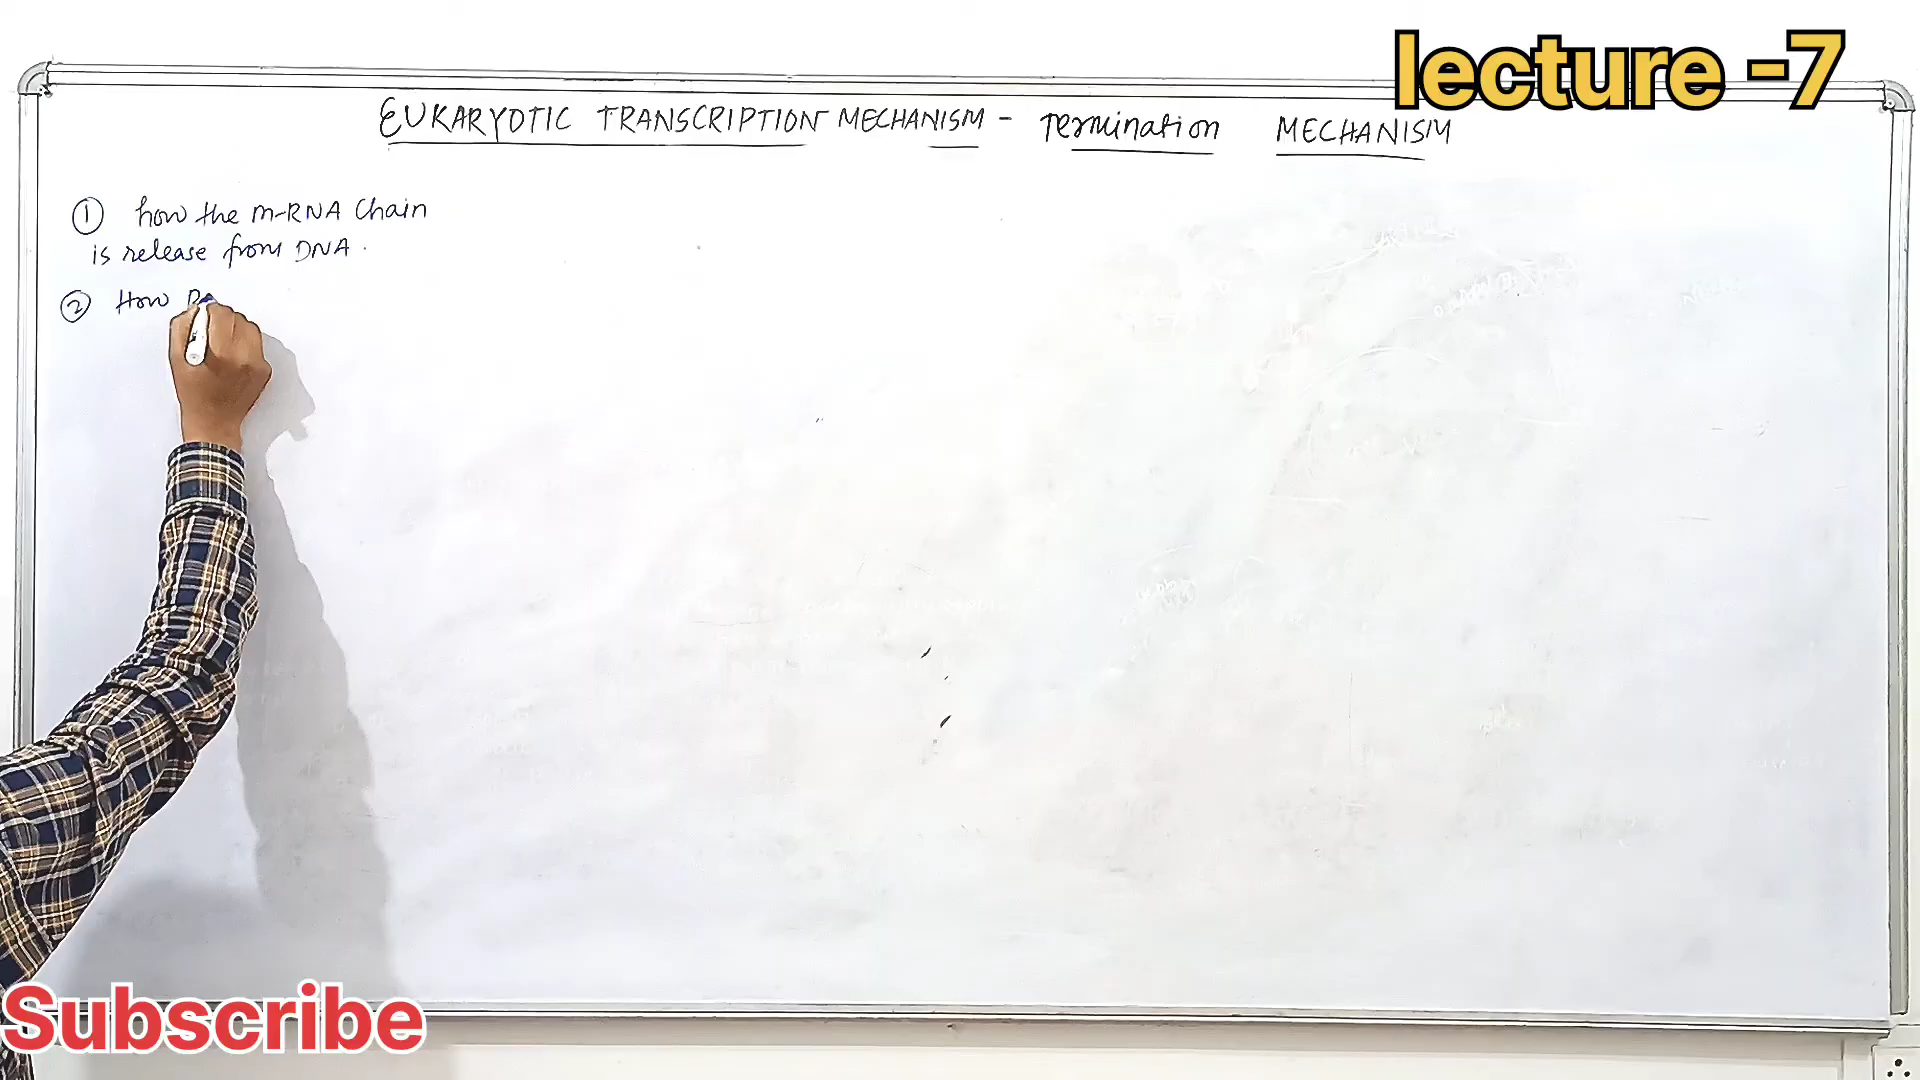 lecture -7
EUKARYOTIC TRANSCRIPTION MECHANISM - Termination MECHANISM
① how the m-RNA Chain
is release from DNA.
② How
Subscribe